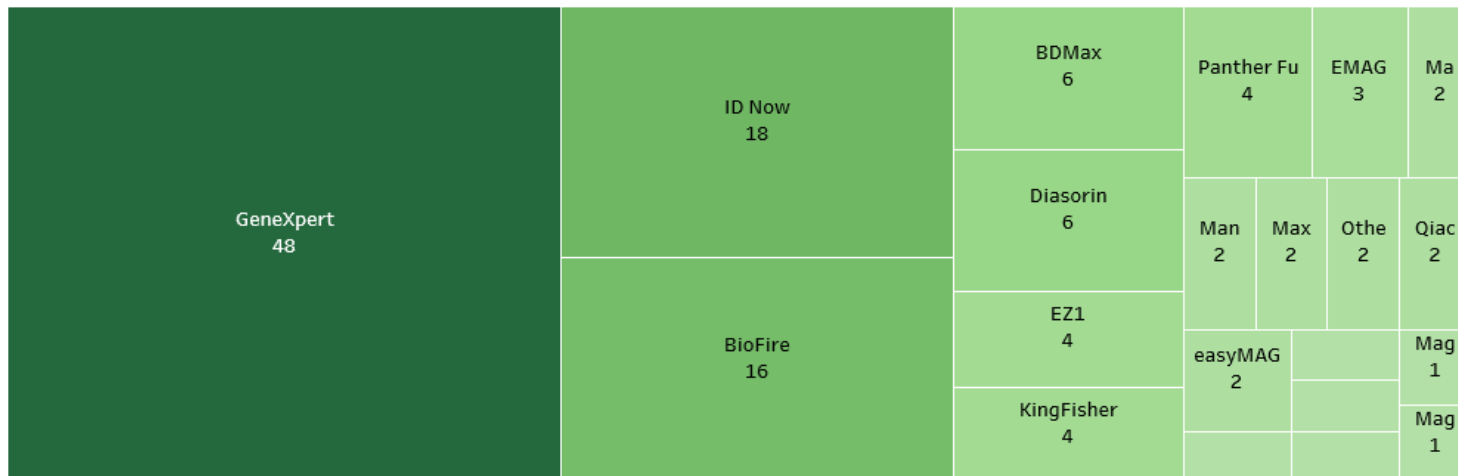 GeneXpert
48
ID Now
18
BioFire
16
BDMax
6
Diasorin
6
EZ1
4
KingFisher
4
Panther Fu
4
EMAG
3
Ma
2
Man
2
Max
2
Othe
2
Qiac
2
easyMAG
2
Mag
1
Mag
1